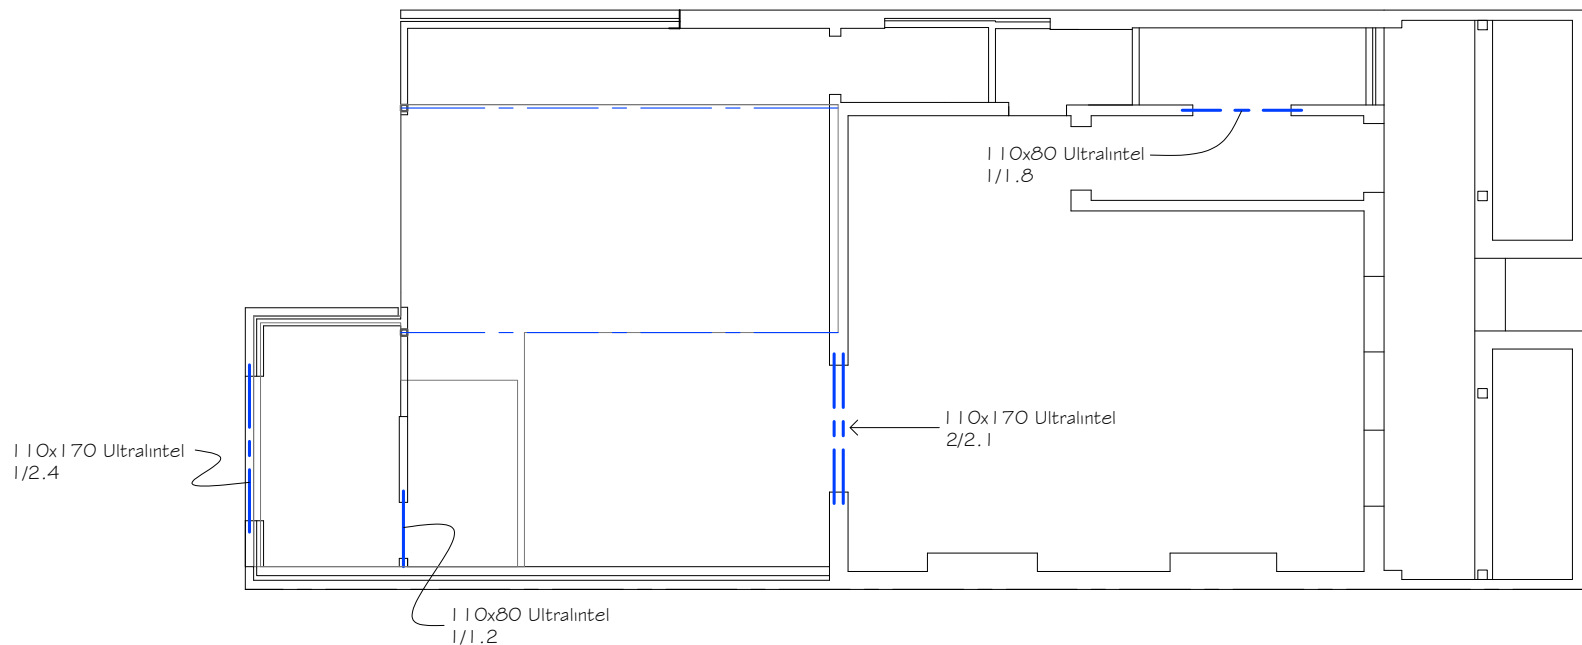 110x80 Ultralintel
1/1.8
110x170 Ultralintel
2/2.1
110x170 Ultralintel
1/2.4
110x80 Ultralintel
1/1.2